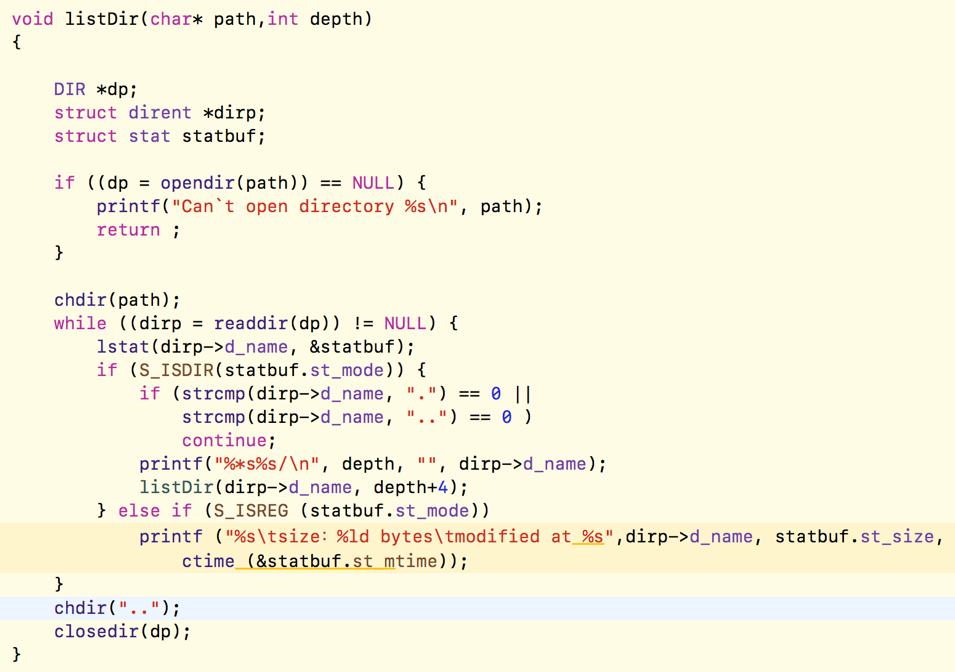 void listDir(char* path,int depth)
{
DIR *dp;
struct dirent *dirp;
struct stat statbuf;
if ((dp = opendir(path)) == NULL) {
printf("Can`t open directory %s\n", path);
return ;
}
chdir(path);
while ((dirp = readdir(dp)) != NULL) {
lstat(dirp->d_name, &statbuf);
if (S_ISDIR(statbuf.st_mode)) {
if (strcmp(dirp->d_name, ".") == 0 ||
strcmp(dirp->d_name, "..") == 0 )
continue;
printf("%*s%s/\n", depth, "", dirp->d_name);
listDir(dirp->d_name, depth+4);
} else if (S_ISREG (statbuf.st_mode))
printf ("%s\tsize: %ld bytes\tmodified at %s",dirp->d_name, statbuf.st_size,
ctime (&statbuf.st_mtime));
}
chdir("..");
closedir(dp);
}